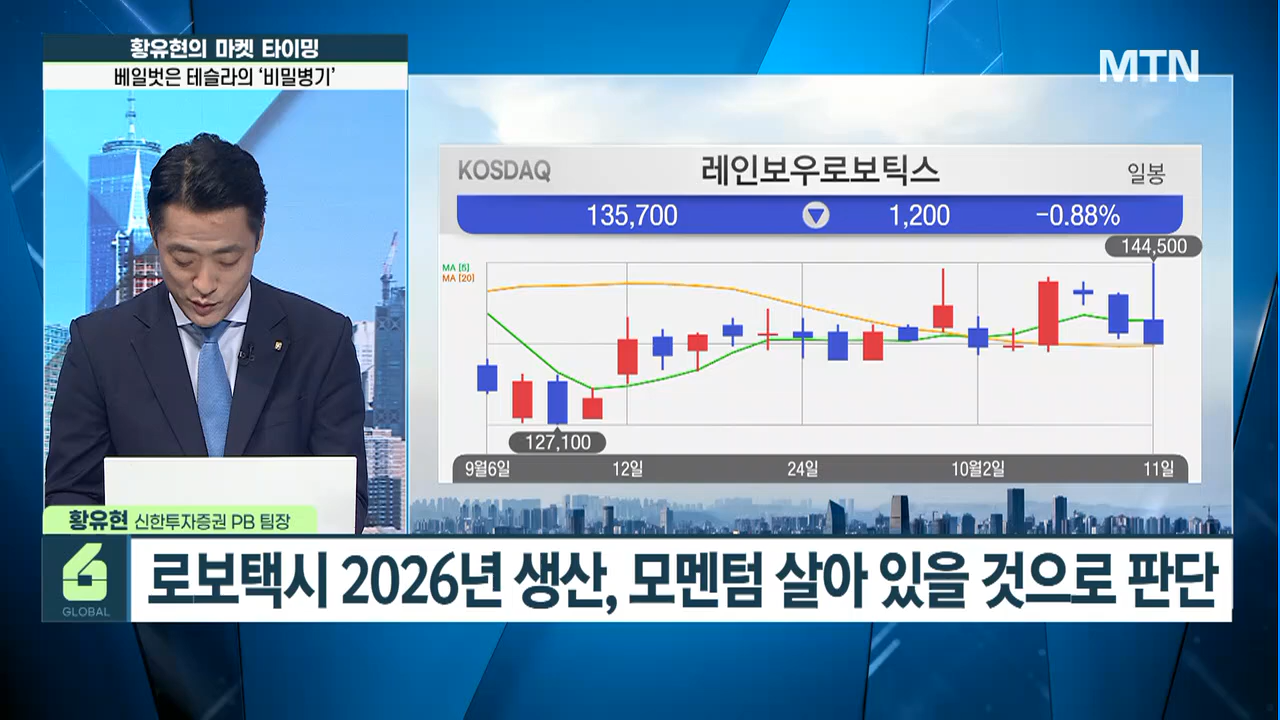 황유현의 마켓 타이밍
베일벗은 테슬라의 '비밀병기'
MTN
KOSDAQ 레인보우로보틱스 일봉
135,700 1,200 -0.88%
144,500
MA [5]
MA [20]
127,100
9월6일 12일 24일 10월2일 11일
황유현 신한투자증권 PB 팀장
6 GLOBAL
로보택시 2026년 생산, 모멘텀 살아 있을 것으로 판단